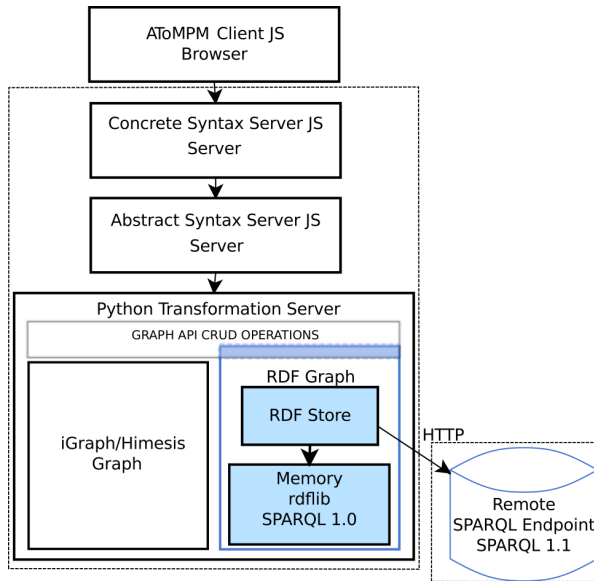 AToMPM Client JS
Browser
Concrete Syntax Server JS
Server
Abstract Syntax Server JS
Server
Python Transformation Server
GRAPH API CRUD OPERATIONS
iGraph/Himesis
Graph
RDF Graph
RDF Store
Memory
rdflib
SPARQL 1.0
HTTP
Remote
SPARQL Endpoint
SPARQL 1.1